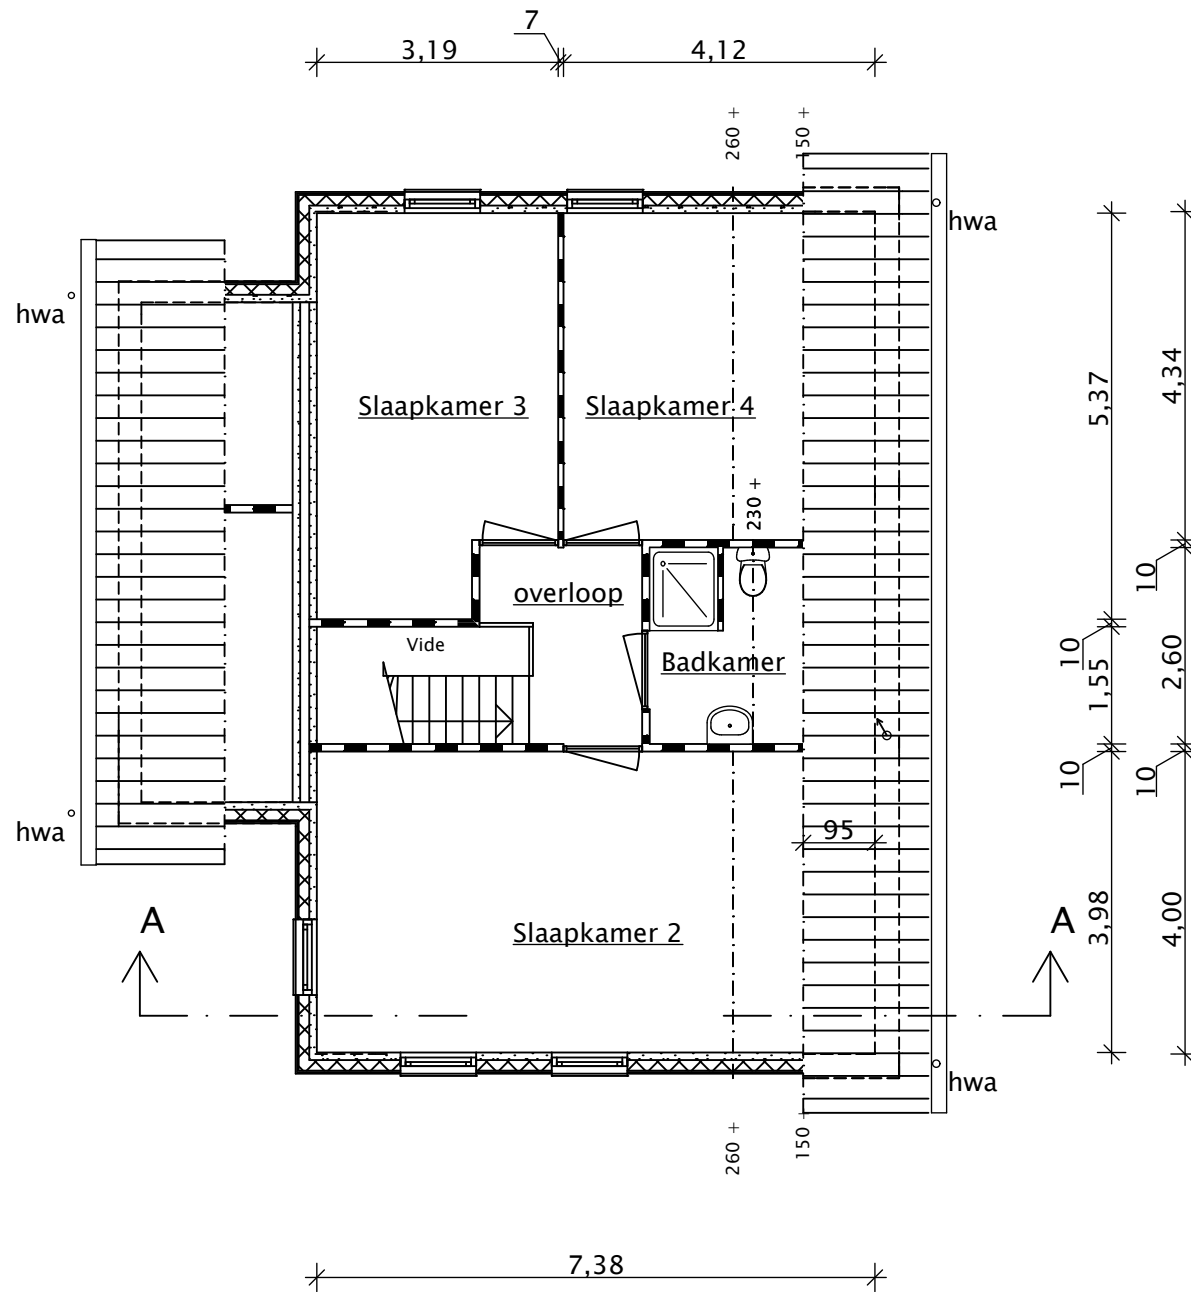 7
3,19
4,12
260 +
150 +
hwa
hwa
5,37
4,34
Slaapkamer 3
Slaapkamer 4
230 +
overloop
10
Vide
Badkamer
10
1,55
2,60
10
10
hwa
95
A
A
3,98
4,00
Slaapkamer 2
hwa
260 +
150 +
7,38